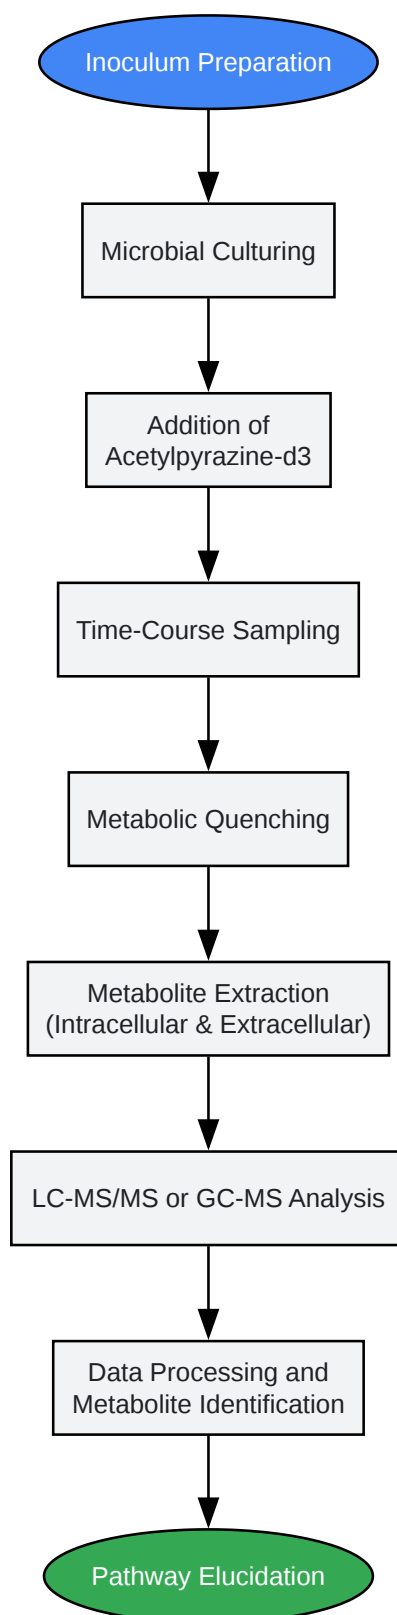 Inoculum Preparation
Microbial Culturing
Addition of
Acetylpyrazine-d3
Time-Course Sampling
Metabolic Quenching
Metabolite Extraction
(Intracellular & Extracellular)
LC-MS/MS or GC-MS Analysis
Data Processing and
Metabolite Identification
Pathway Elucidation